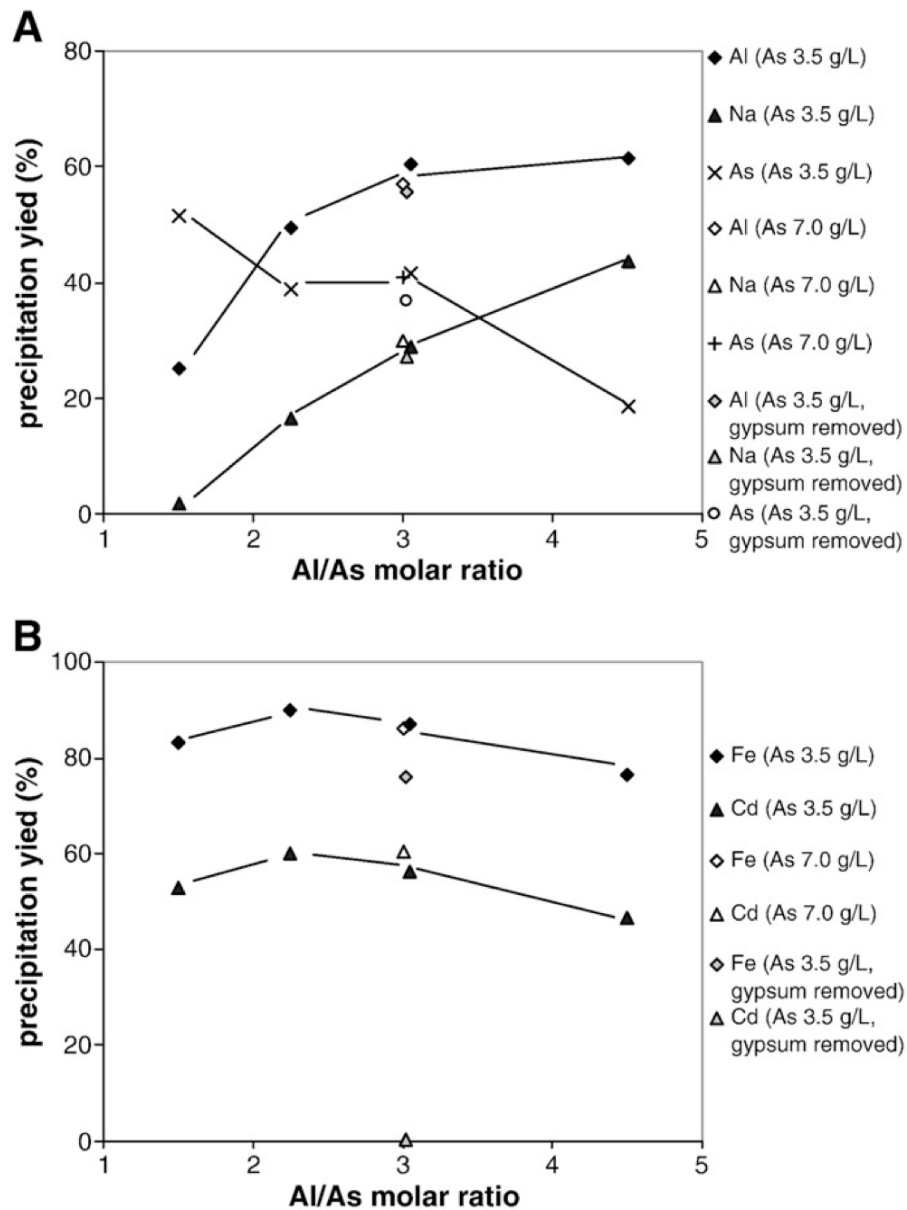 A
80
60
40
20
0
precipitation yied (%)
1 2 3 4 5
Al/As molar ratio
Al (As 3.5 g/L)
Na (As 3.5 g/L)
As (As 3.5 g/L)
Al (As 7.0 g/L)
Na (As 7.0 g/L)
As (As 7.0 g/L)
Al (As 3.5 g/L,
gypsum removed)
Na (As 3.5 g/L,
gypsum removed)
As (As 3.5 g/L,
gypsum removed)
B
100
80
60
40
20
0
precipitation yied (%)
1 2 3 4 5
Al/As molar ratio
Fe (As 3.5 g/L)
Cd (As 3.5 g/L)
Fe (As 7.0 g/L)
Cd (As 7.0 g/L)
Fe (As 3.5 g/L,
gypsum removed)
Cd (As 3.5 g/L,
gypsum removed)